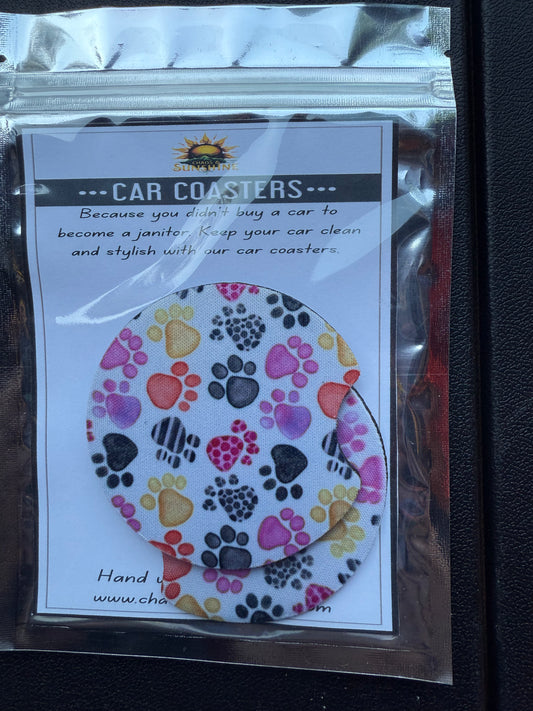 CHAOS &
SUNSHINE
CAR COASTERS
Because you didn't buy a car to
become a janitor. Keep your car clean
and stylish with our car coasters.
Hand
www.cha